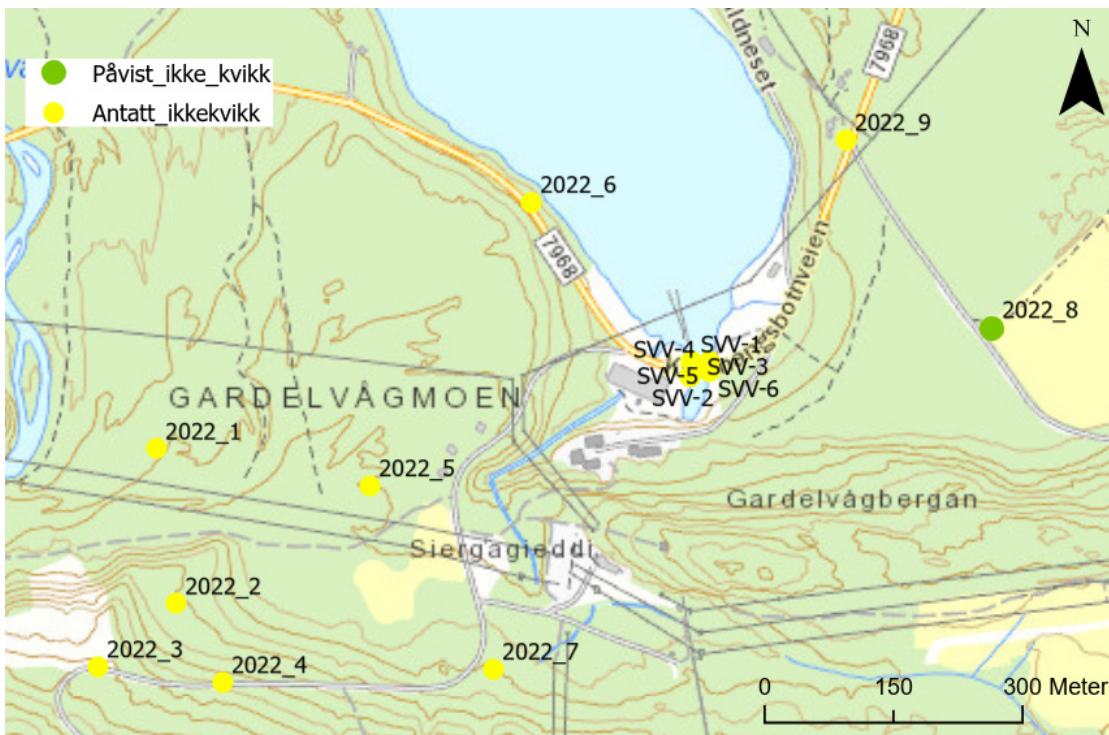 N
Påvist_ikke_kvikk
Antatt_ikkekvikk
7968
2022_9
2022_6
7968
2022_8
SVV-4
SVV-1
SVV-5
SVV-3
SVV-2
SVV-6
GARDELVÅGMOEN
2022_1
2022_5
Gardelvågbergan
Siergagieddi
2022_2
2022_3
2022_4
2022_7
0
150
300 Meter